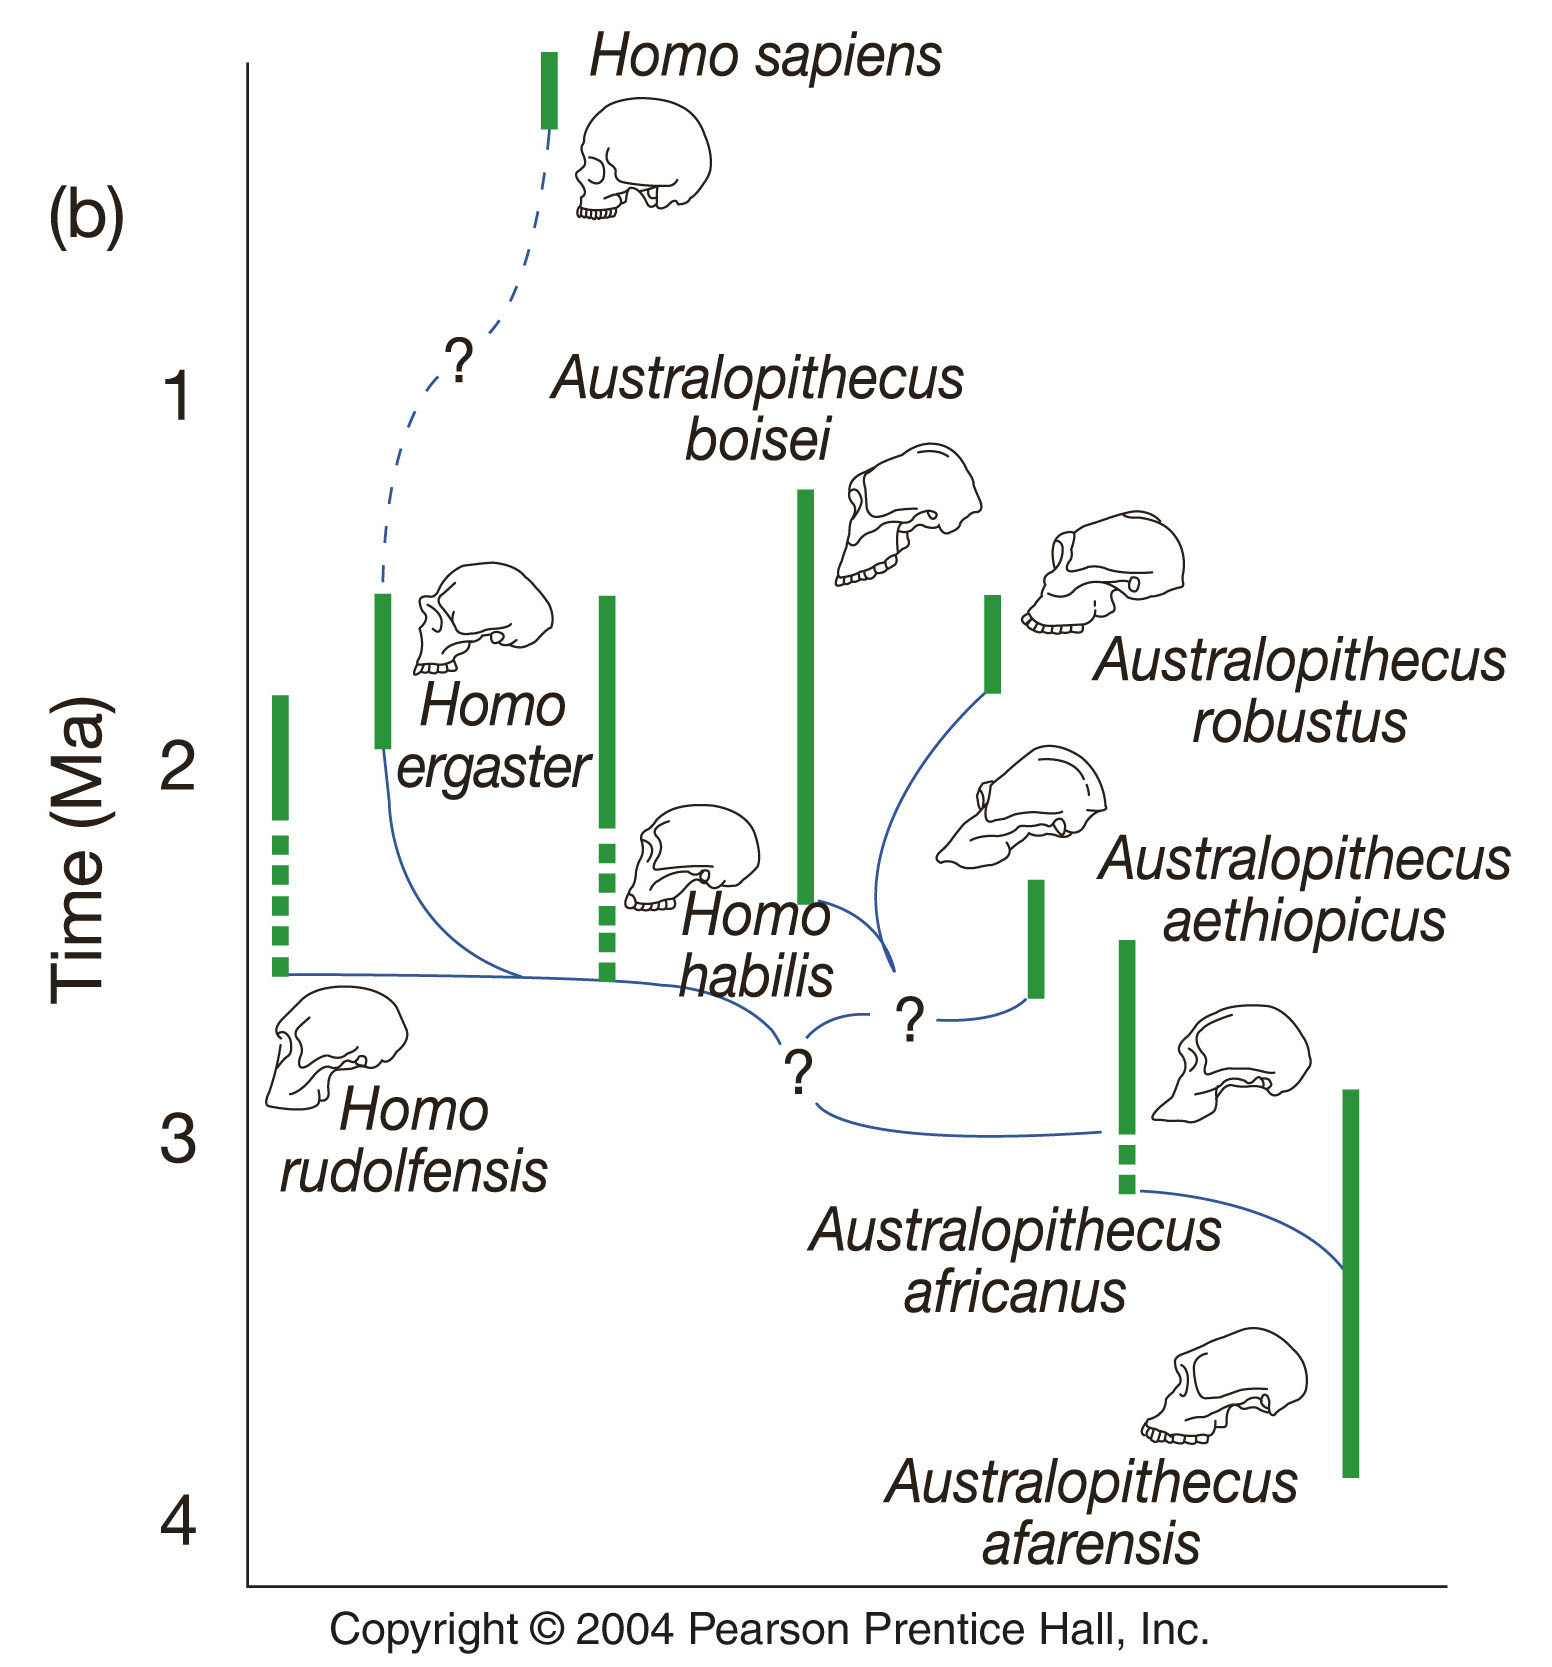 Homo sapiens
(b)
?
1
Australopithecus
boisei
Australopithecus
robustus
Homo
ergaster
Time (Ma)
2
Australopithecus
aethiopicus
Homo
habilis
?
?
3
Homo
rudolfensis
Australopithecus
africanus
4
Australopithecus
afarensis
Copyright © 2004 Pearson Prentice Hall, Inc.